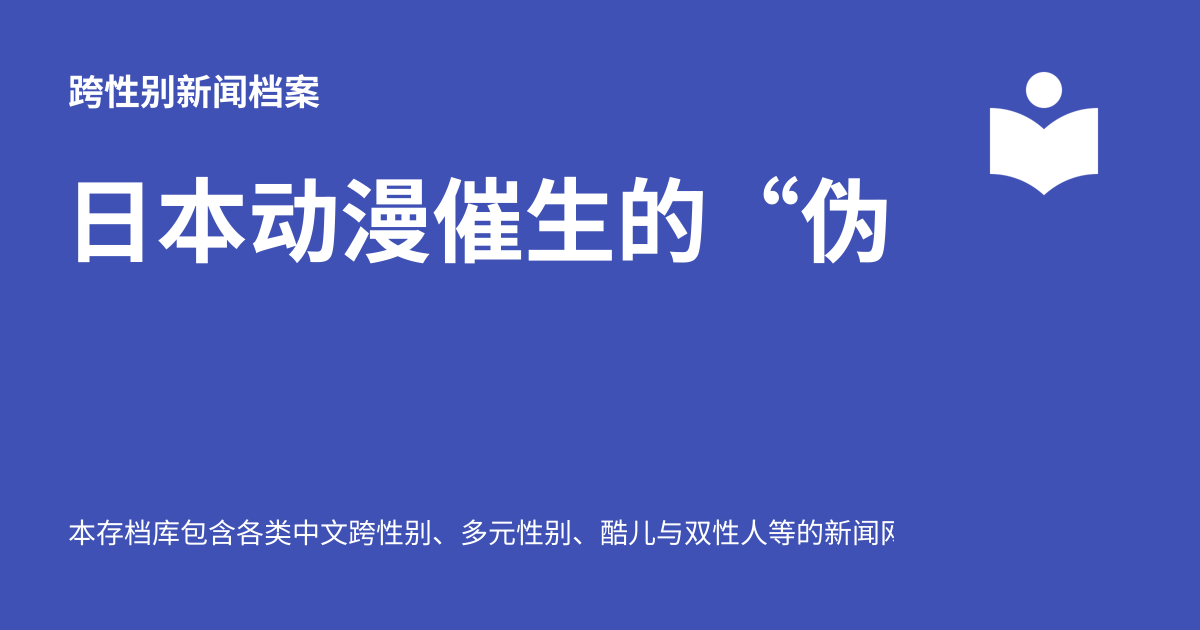 跨性别新闻档案
日本动漫催生的“伪
本存档库包含各类中文跨性别、多元性别、酷儿与双性人等的新闻